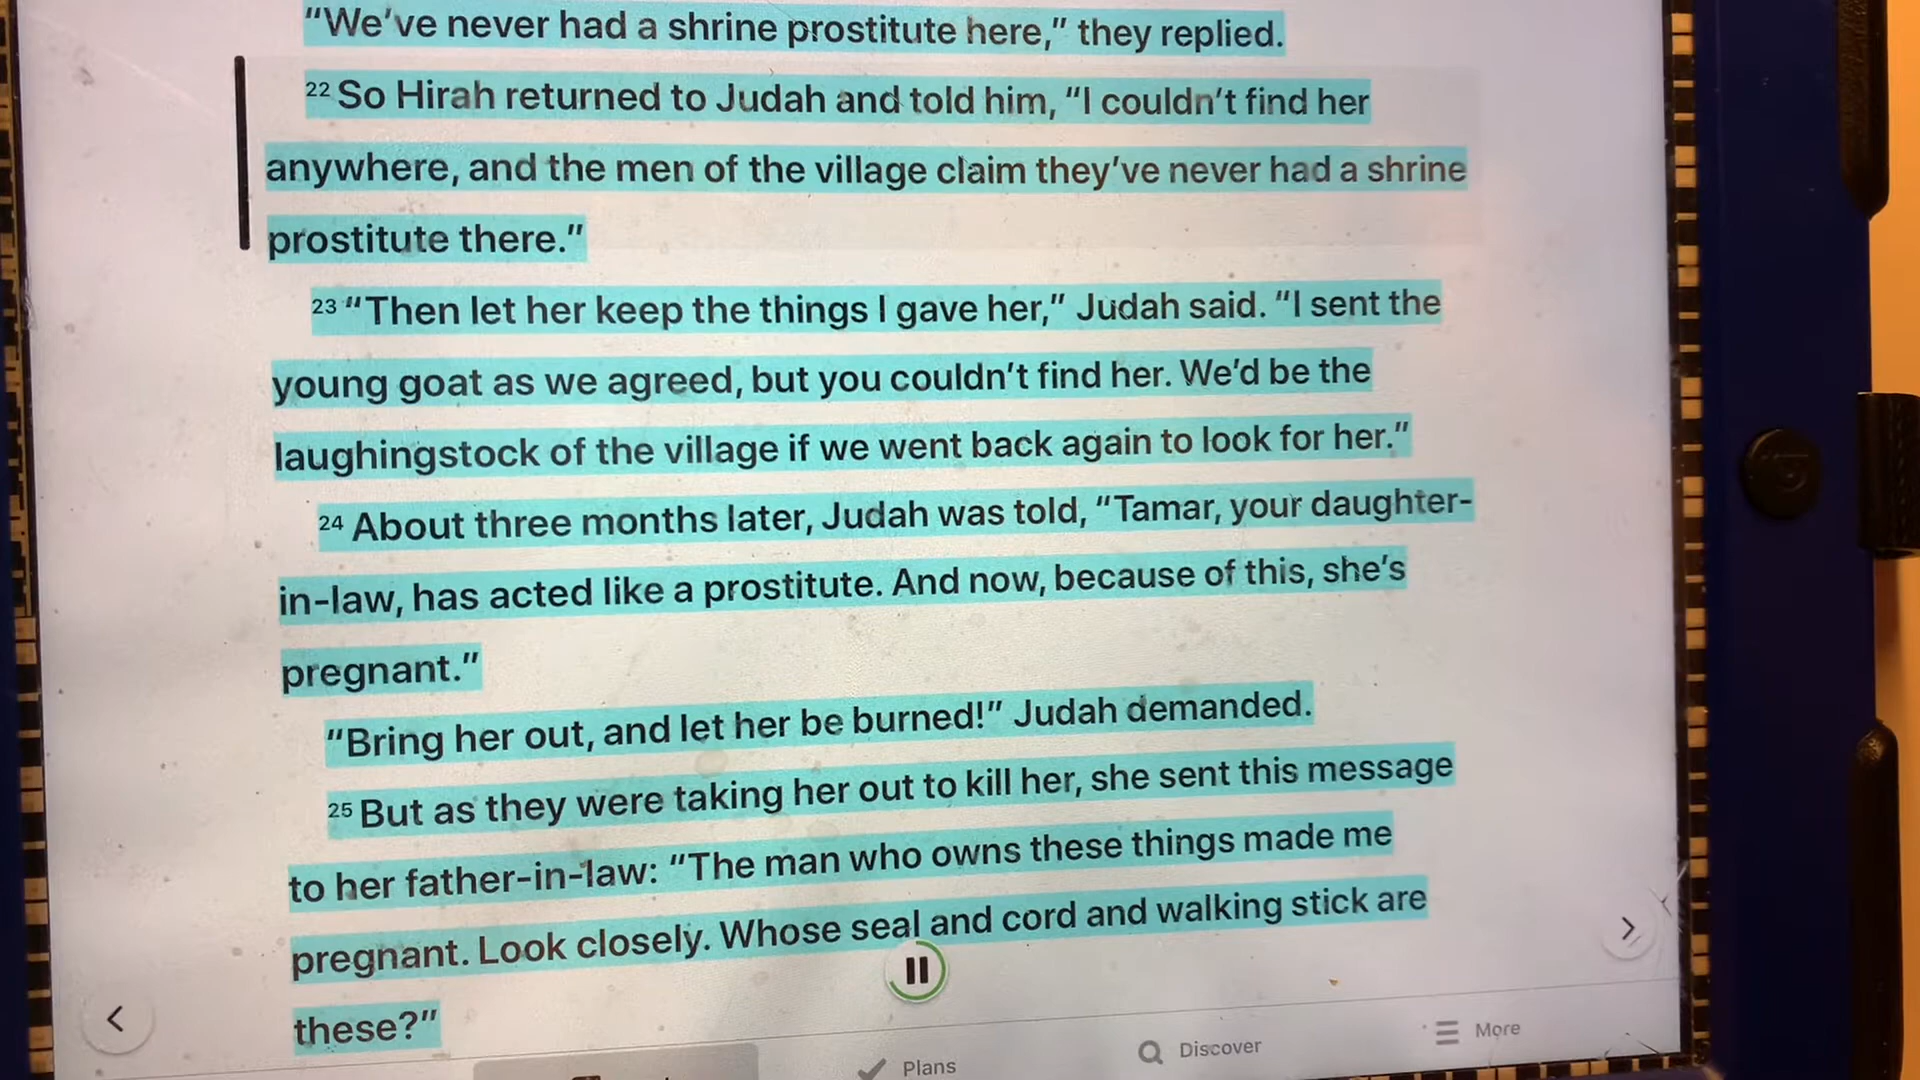 “We’ve never had a shrine prostitute here,” they replied.
22 So Hirah returned to Judah and told him, “I couldn’t find her
anywhere, and the men of the village claim they’ve never had a shrine
prostitute there.”
23 “Then let her keep the things I gave her,” Judah said. “I sent the
young goat as we agreed, but you couldn’t find her. We’d be the
laughingstock of the village if we went back again to look for her.”
24 About three months later, Judah was told, “Tamar, your daughter-
in-law, has acted like a prostitute. And now, because of this, she’s
pregnant.”
“Bring her out, and let her be burned!” Judah demanded.
25 But as they were taking her out to kill her, she sent this message
to her father-in-law: “The man who owns these things made me
pregnant. Look closely. Whose seal and cord and walking stick are
these?”
Plans
Discover
More